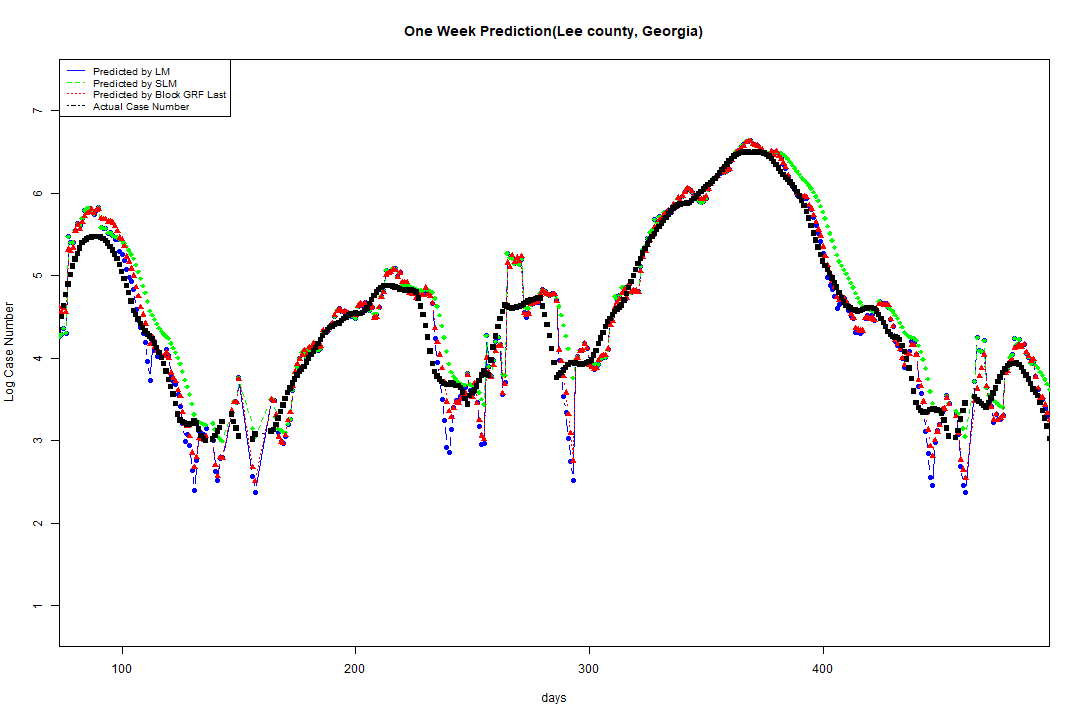 One Week Prediction(Lee county, Georgia)
Predicted by LM
Predicted by SLM
Predicted by Block GRF Last
Actual Case Number
7
6
5
4
3
2
1
Log Case Number
100
200
300
400
days